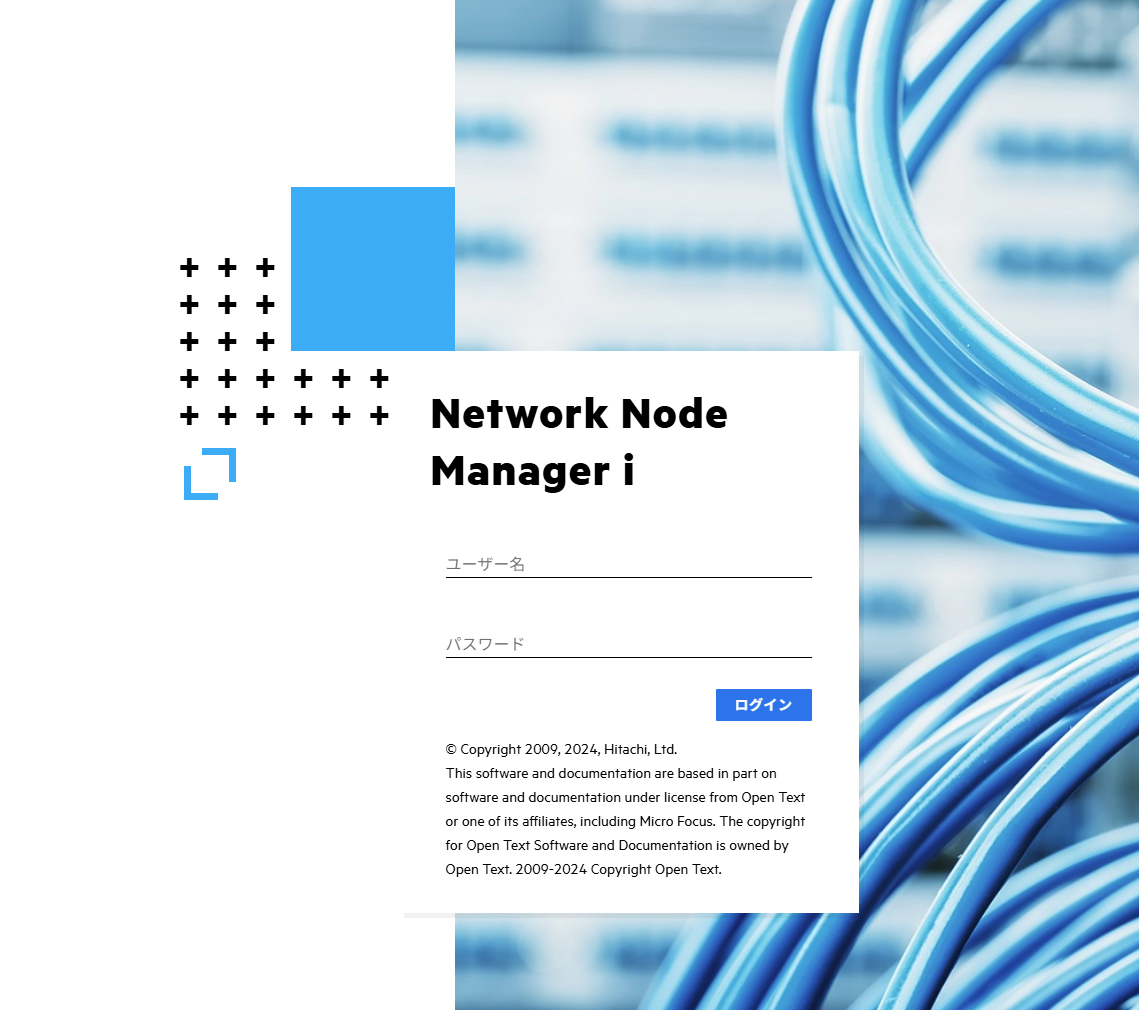 Network Node
Manager i
ユーザー名
パスワード
ログイン
© Copyright 2009, 2024, Hitachi, Ltd.
This software and documentation are based in part on
software and documentation under license from Open Text
or one of its affiliates, including Micro Focus. The copyright
for Open Text Software and Documentation is owned by
Open Text. 2009-2024 Copyright Open Text.